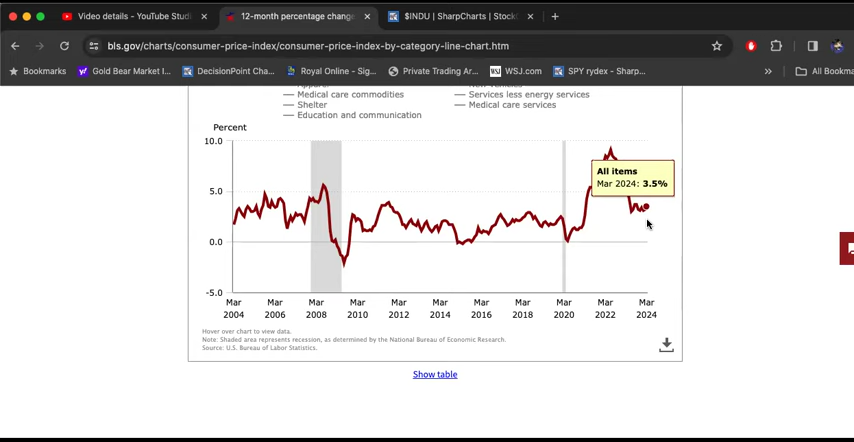 Video details - YouTube Studi
12-month percentage change
$INDU | SharpCharts | StockC
bls.gov/charts/consumer-price-index/consumer-price-index-by-category-line-chart.htm
Bookmarks
Gold Bear Market I...
DecisionPoint Cha...
Royal Online - Sig...
Private Trading Ar...
WSJ.com
SPY rydex - Sharp...
»
All Bookma
Medical care commodities
Services less energy services
Shelter
Medical care services
Education and communication
Percent
10.0
5.0
0.0
-5.0
All items
Mar 2024: 3.5%
Mar 2004
Mar 2006
Mar 2008
Mar 2010
Mar 2012
Mar 2014
Mar 2016
Mar 2018
Mar 2020
Mar 2022
Mar 2024
Hover over chart to view data.
Note: Shaded area represents recession, as determined by the National Bureau of Economic Research.
Source: U.S. Bureau of Labor Statistics.
Show table